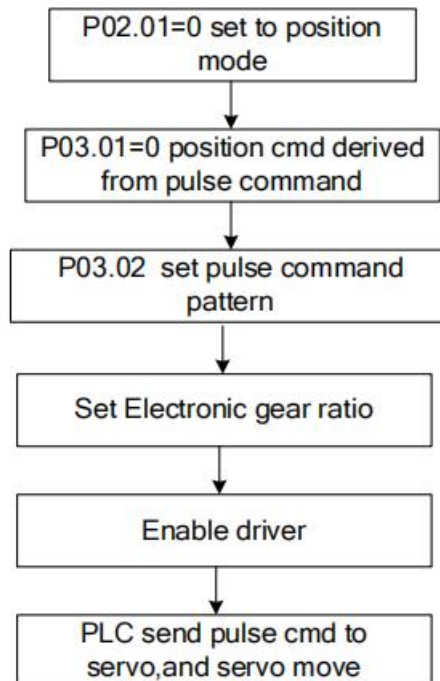 P02.01=0 set to position
mode
P03.01=0 position cmd derived
from pulse command
P03.02  set pulse command
pattern
Set Electronic gear ratio
Enable driver
PLC send pulse cmd to
servo,and servo move